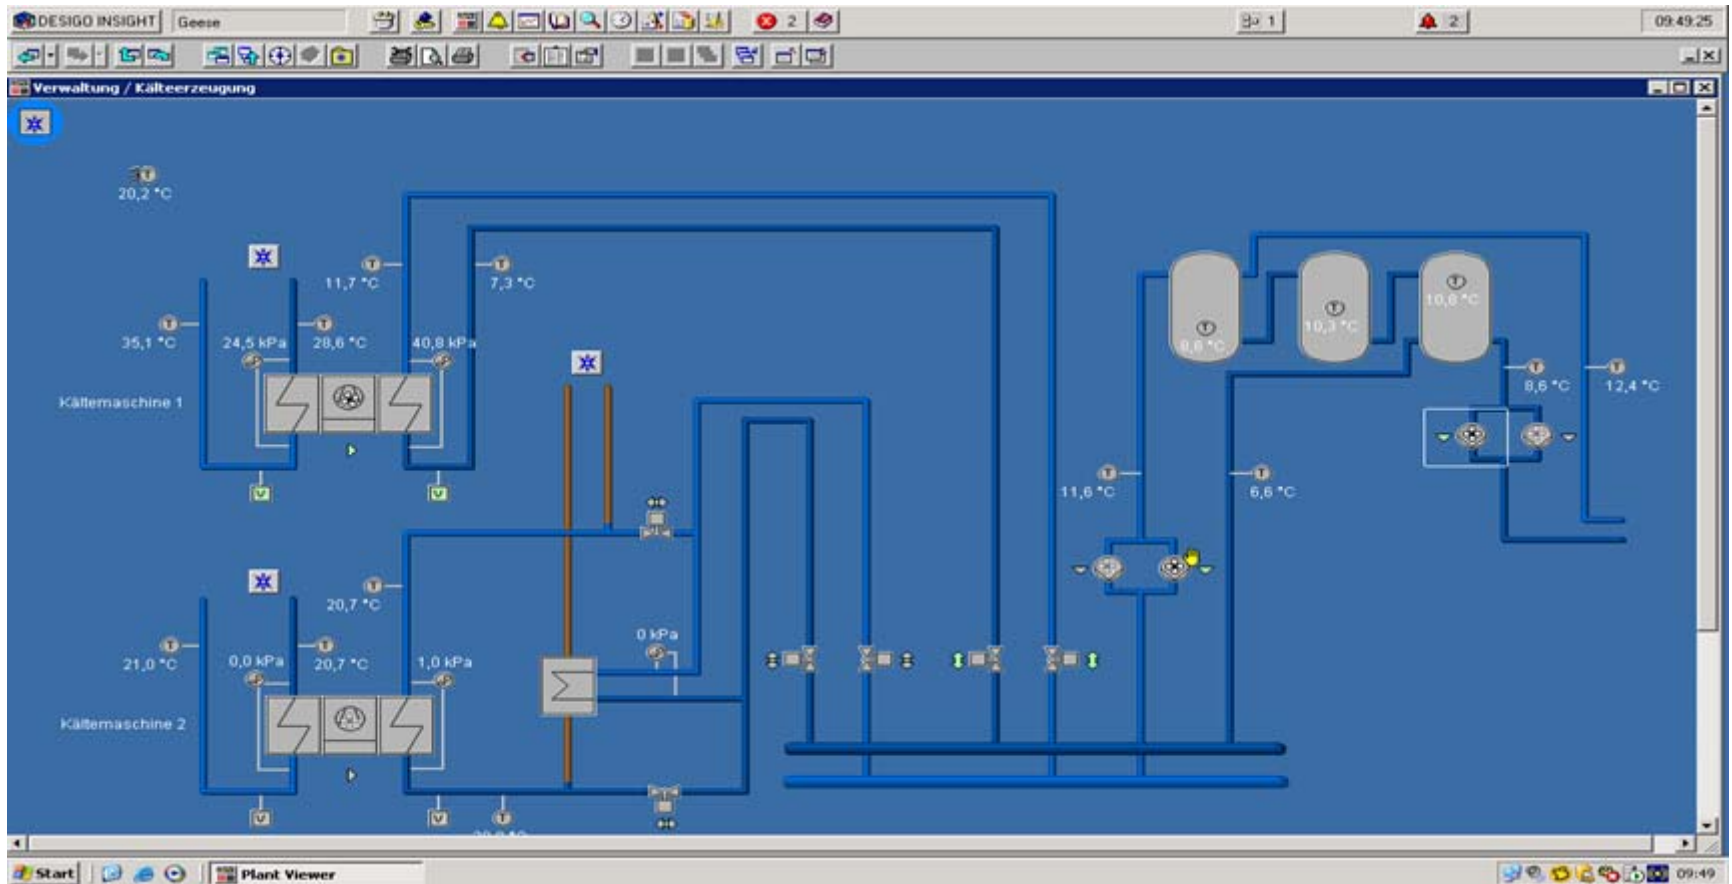 DESIGO INSIGHT Geese 2 1 2 09:49:25
Verwaltung / Kälteerzeugung
T
20,2 °C
T T
11,7 °C 7,3 °C
T T
35,1 °C 24,5 kPa 28,6 °C 40,8 kPa
Kältemaschine 1
V V
T
10,8 °C
T
10,3 °C
T
T T
8,6 °C 12,4 °C
T T
11,6 °C 6,6 °C
T
20,7 °C
T T
21,0 °C 0,0 kPa 20,7 °C 1,0 kPa
0 kPa
Kältemaschine 2
V V T
Start Plant Viewer 09:49